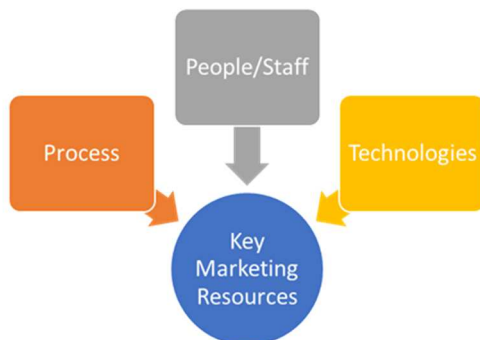 People/Staff
Process
Technologies
Key
Marketing
Resources